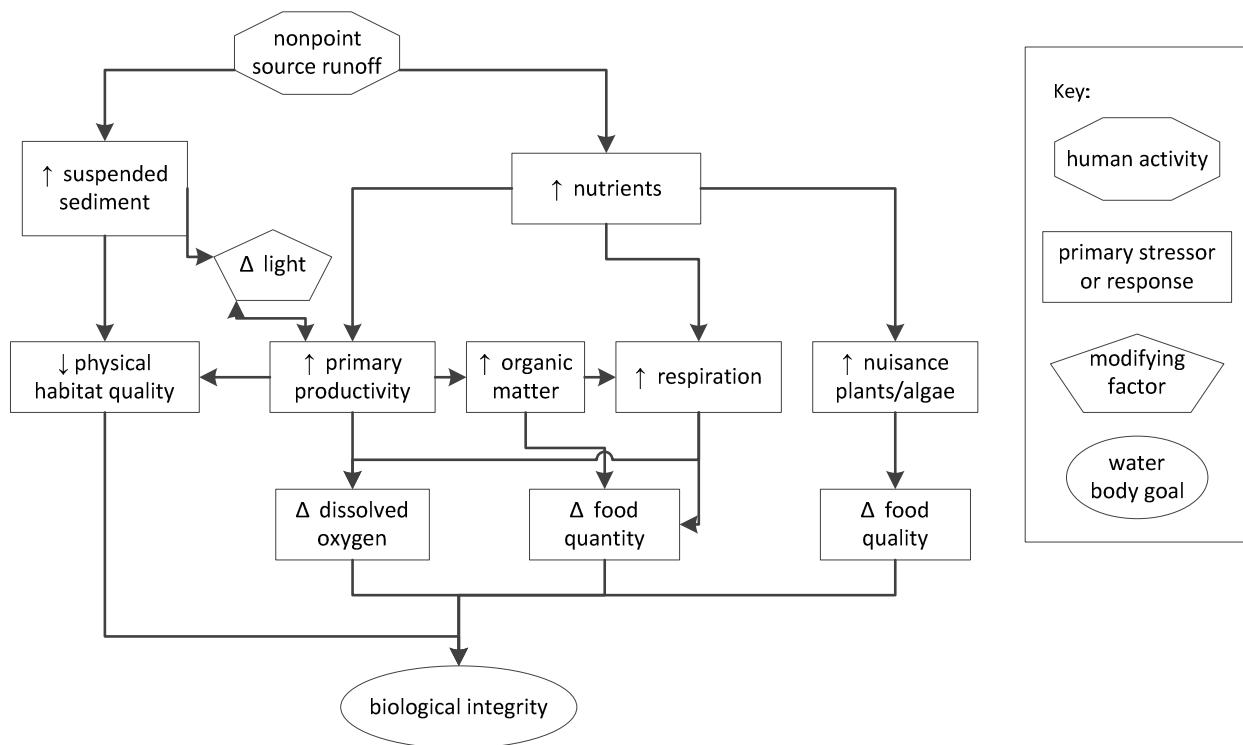 nonpoint
source runoff
↑ suspended
sediment
↑ nutrients
Δ light
↓ physical
habitat quality
↑ primary
productivity
↑ organic
matter
↑ respiration
↑ nuisance
plants/algae
Δ dissolved
oxygen
Δ food
quantity
Δ food
quality
biological integrity
Key:
human activity
primary stressor
or response
modifying
factor
water
body goal